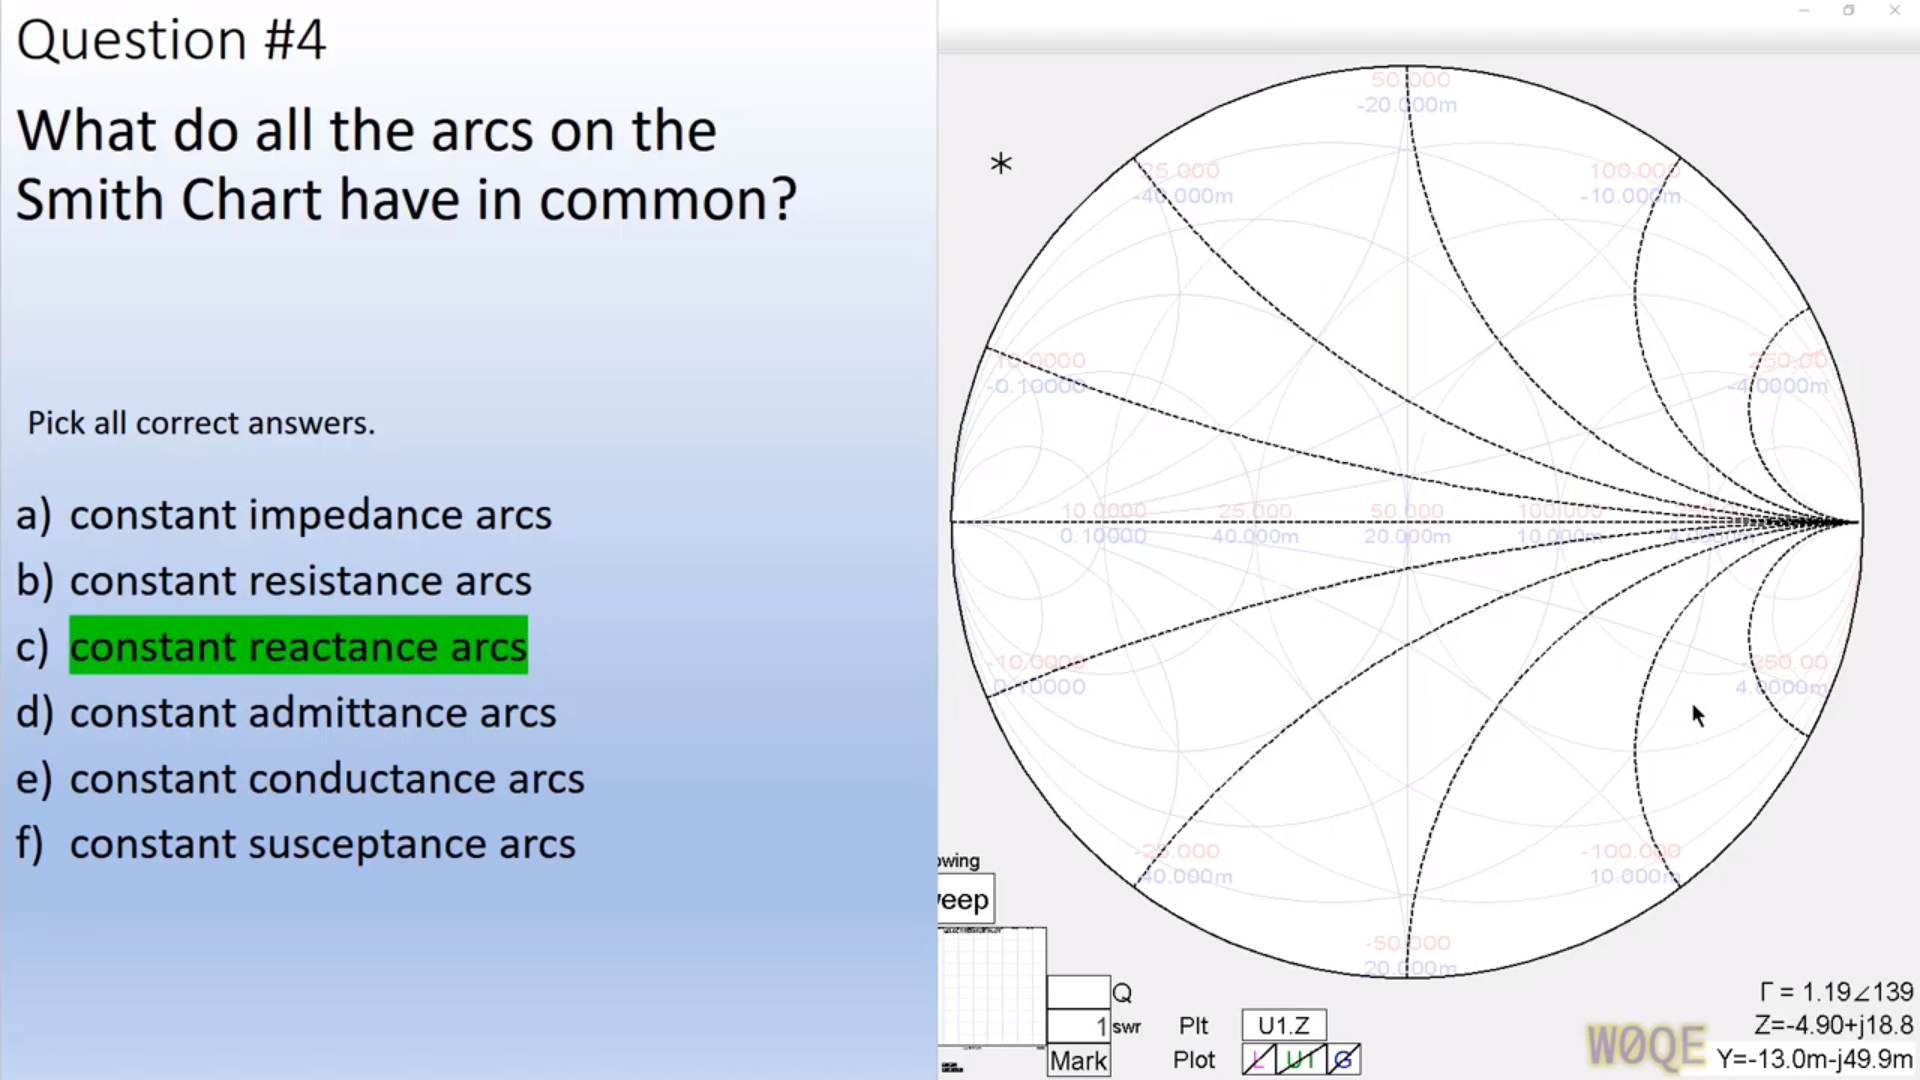 Question #4
What do all the arcs on the
Smith Chart have in common?
Pick all correct answers.
a) constant impedance arcs
b) constant resistance arcs
c) constant reactance arcs
d) constant admittance arcs
e) constant conductance arcs
f) constant susceptance arcs
*
50.000
-20.000m
25.000
-40.000m
100.000
-10.000m
10.0000
-0.10000
250.00
-4.0000m
10.0000
0.10000
25.000
40.000m
50.000
20.000m
100.000
10.000m
4.0000m
-10.0000
0.10000
-250.00
4.0000m
-25.000
40.000m
-100.000
10.000m
-50.000
20.000m
owing
eep
Q
1 swr
Mark
Plt
U1.Z
Plot
L U1 G
W0QE
Γ = 1.19∠139
Z=-4.90+j18.8
Y=-13.0m-j49.9m